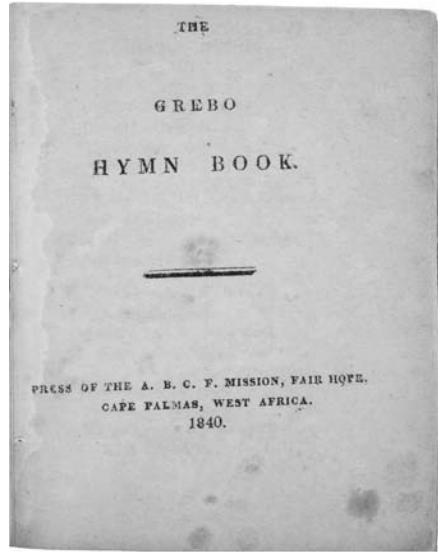 THE
GREBO
HYMN BOOK.
PRESS OF THE A. B. C. F. MISSION, FAIR HOPE,
CAPE PALMAS, WEST AFRICA.
1840.